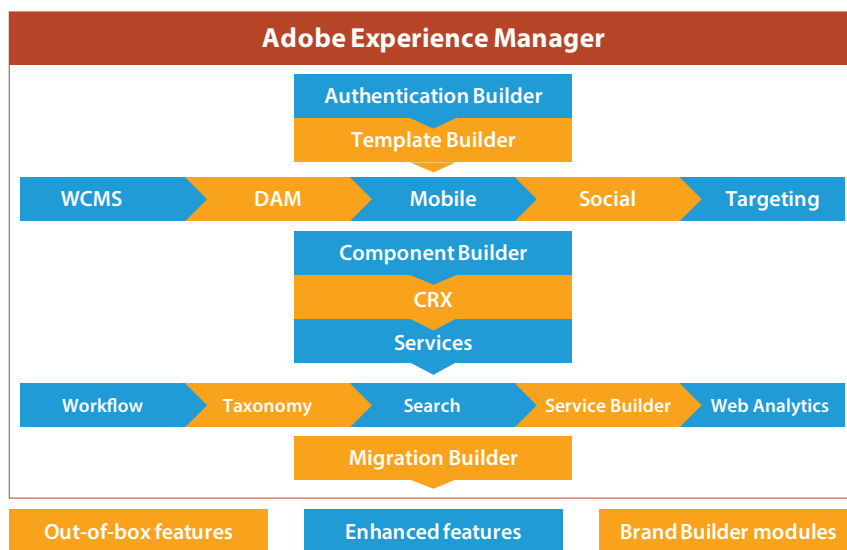 Adobe Experience Manager
Authentication Builder
Template Builder
WCMS DAM Mobile Social Targeting
Component Builder
CRX
Services
Workflow Taxonomy Search Service Builder Web Analytics
Migration Builder
Out-of-box features Enhanced features Brand Builder modules